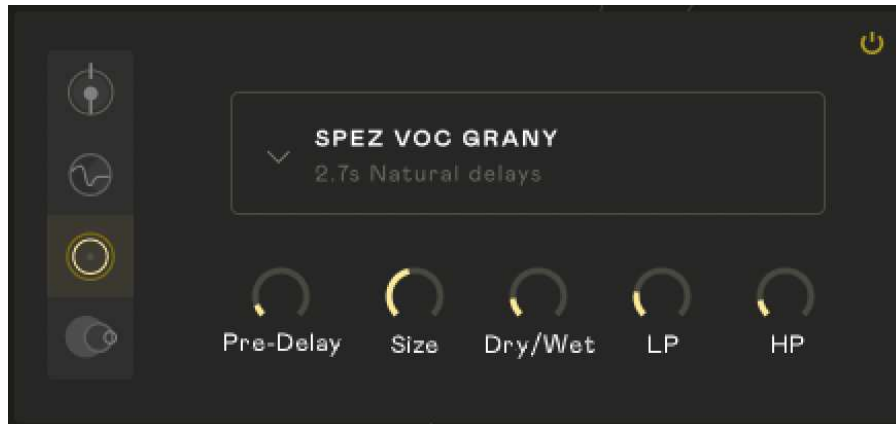 SPEZ VOC GRANY
2.7s Natural delays
Pre-Delay Size Dry/Wet LP HP